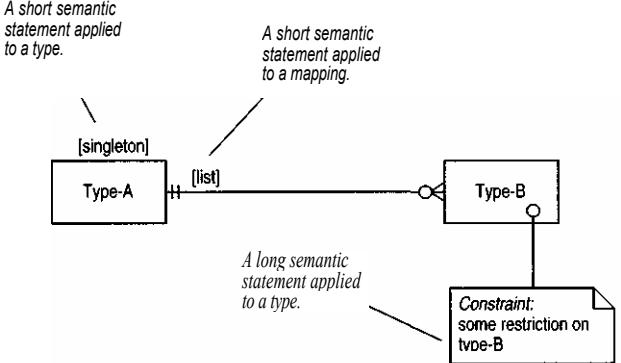 A short semantic
statement applied
to a type.
A short semantic
statement applied
to a mapping.
[singleton]
[list]
Type-A
Type-B
A long semantic
statement applied
to a type.
Constraint:
some restriction on
type-B